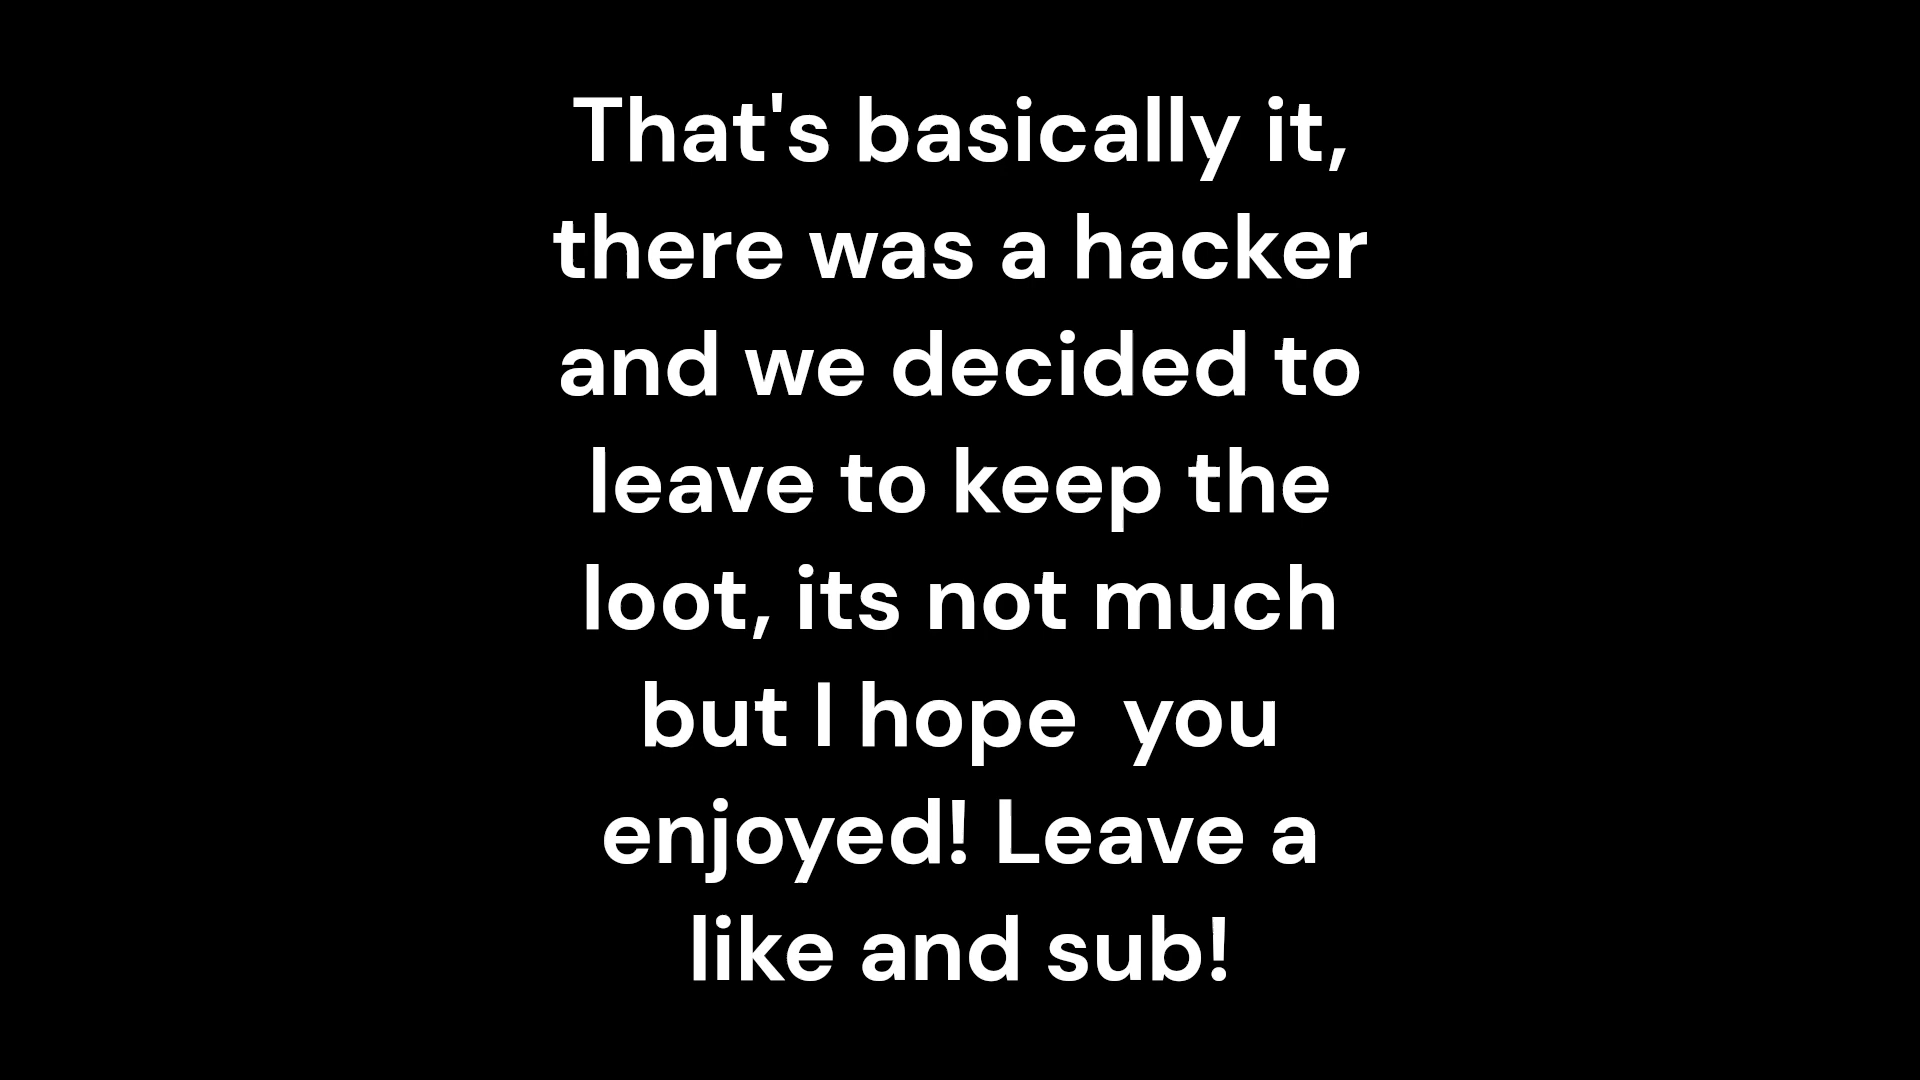 That's basically it,
there was a hacker
and we decided to
leave to keep the
loot, its not much
but I hope  you
enjoyed! Leave a
like and sub!